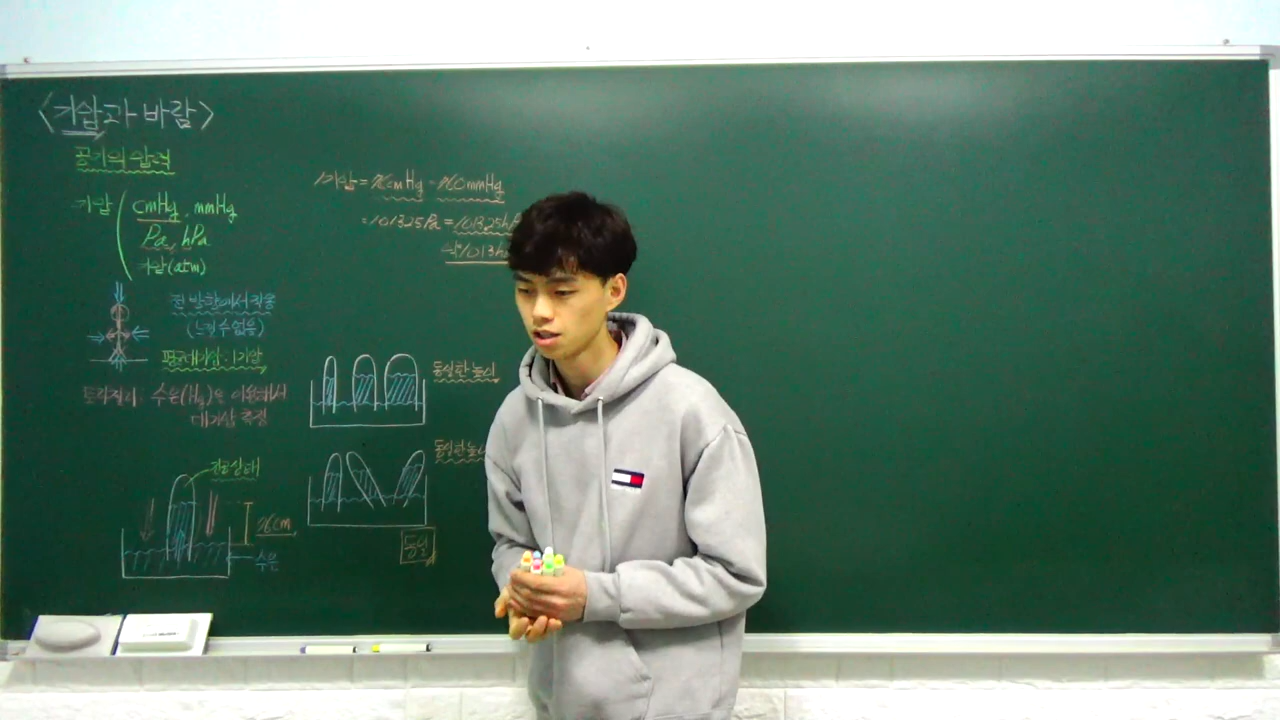 <기압과 바람>
공기의 압력
기압 ( cmHg, mmHg
Pa, hPa
기압(atm)
전 방향에서 작용
(느낄 수 없음)
평균대기압: 1기압
토리첼리: 수은(Hg)을 이용해서
대기압 측정
진공상태
76cm
수은
1기압 = 76cmHg = 760mmHg
= 101325Pa = 1013.25hP
약 1013h
동일한 높이
동일한 높이
동일